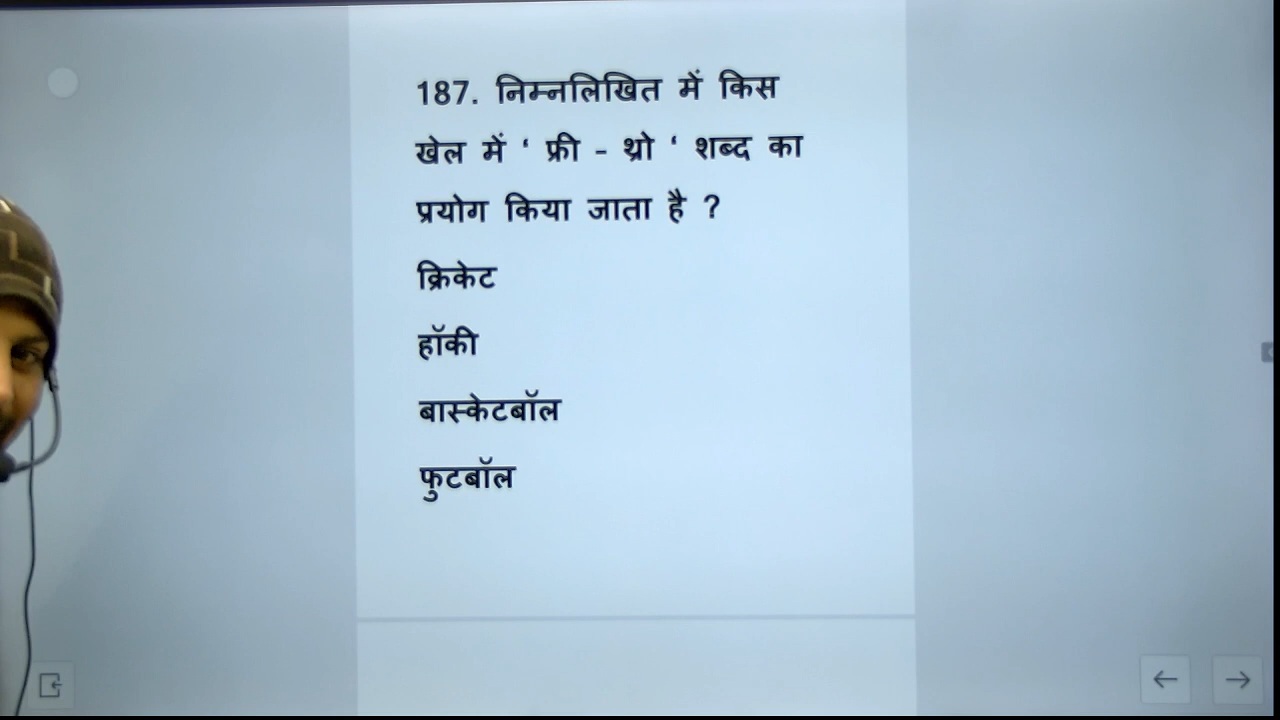 187. निम्नलिखित में किस
खेल में ‘ फ्री - थ्रो ‘ शब्द का
प्रयोग किया जाता है ?
क्रिकेट
हॉकी
बास्केटबॉल
फुटबॉल